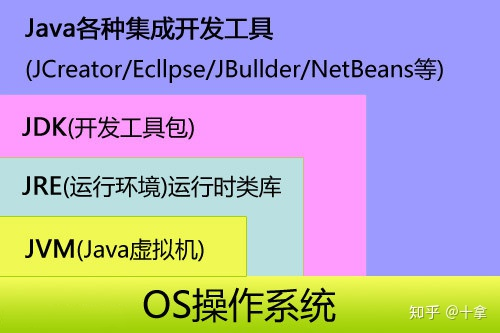 Java各种集成开发工具
(JCreator/Ecllpse/JBullder/NetBeans等)
JDK(开发工具包)
JRE(运行环境)运行时类库
JVM(Java虚拟机)
OS操作系统
知乎 @十拿